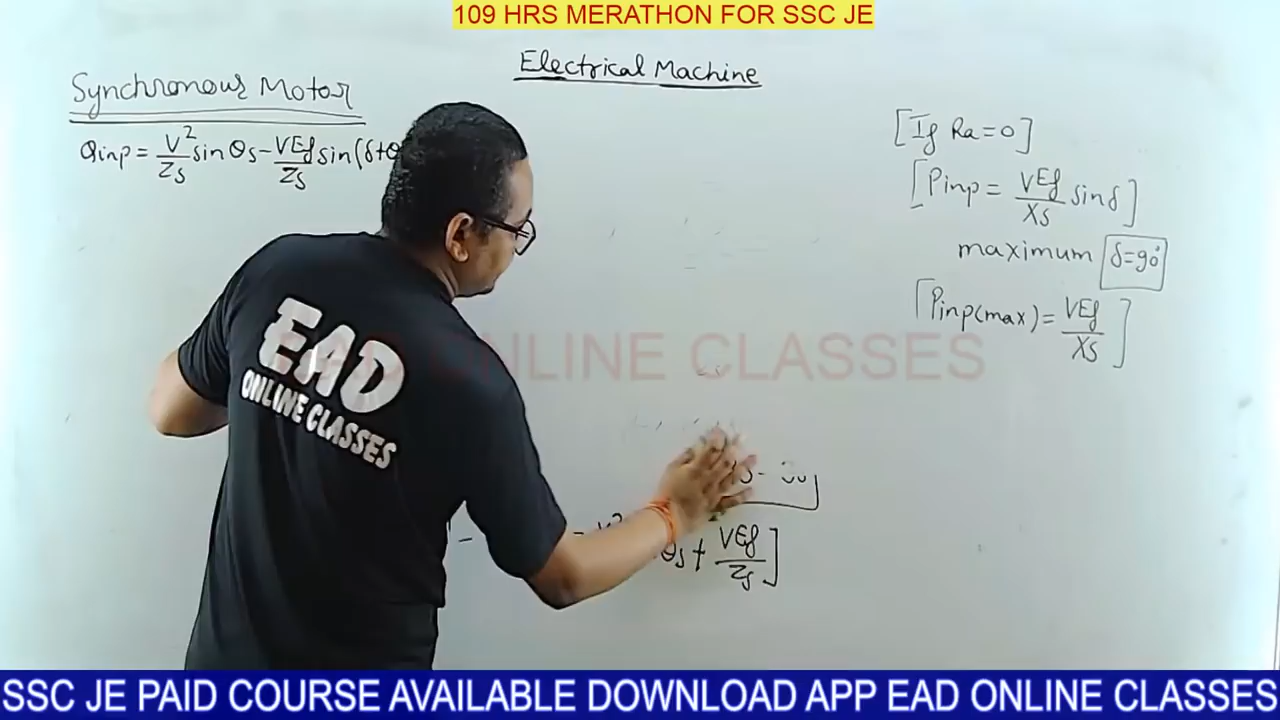 109 HRS MERATHON FOR SSC JE
Electrical Machine
Synchronous Motor
Qinp = V²/Zs sin θs - VEf/Zs sin(δ+θ
[If Ra=0]
[Pinp = VEf/Xs sinδ]
maximum δ=90°
[Pinp(max) = VEf/Xs]
EAD
ONLINE CLASSES
ONLINE CLASSES
θs + VEf/Zs]
SSC JE PAID COURSE AVAILABLE DOWNLOAD APP EAD ONLINE CLASSES